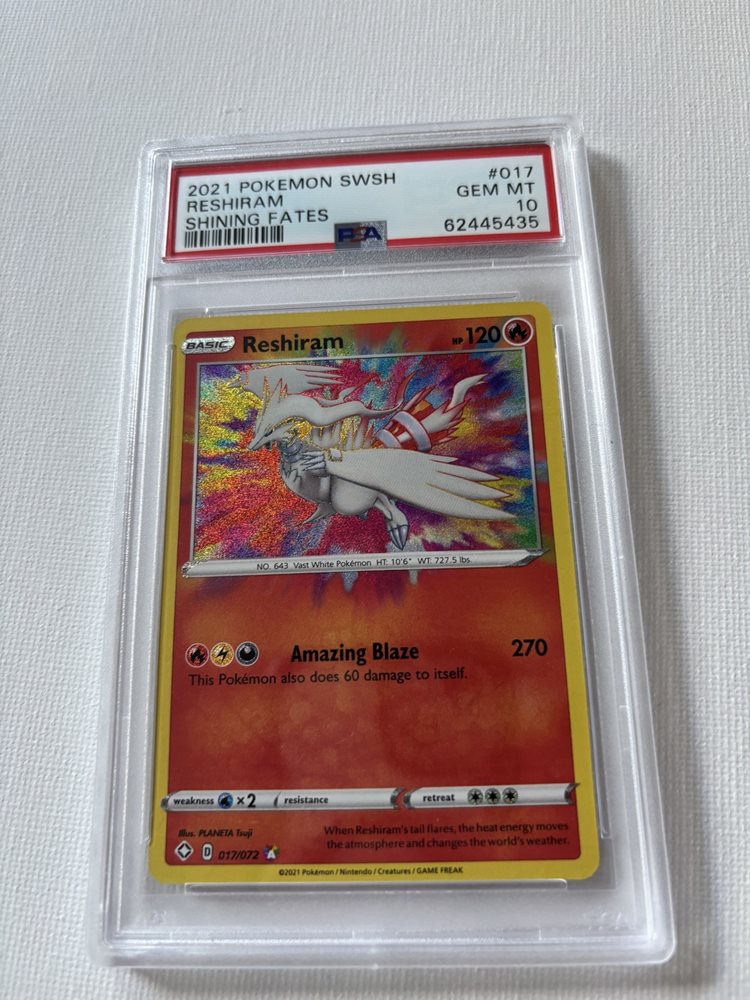 2021 POKEMON SWSH #017
RESHIRAM GEM MT
SHINING FATES 10
62445435
PSA
BASIC Reshiram HP 120
NO. 643 Vast White Pokémon HT: 10'6" WT: 727.5 lbs.
Amazing Blaze 270
This Pokémon also does 60 damage to itself.
weakness ×2 resistance retreat
Illus. PLANETA Tsuji
When Reshiram's tail flares, the heat energy moves
the atmosphere and changes the world's weather.
D 017/072 A
©2021 Pokémon / Nintendo / Creatures / GAME FREAK